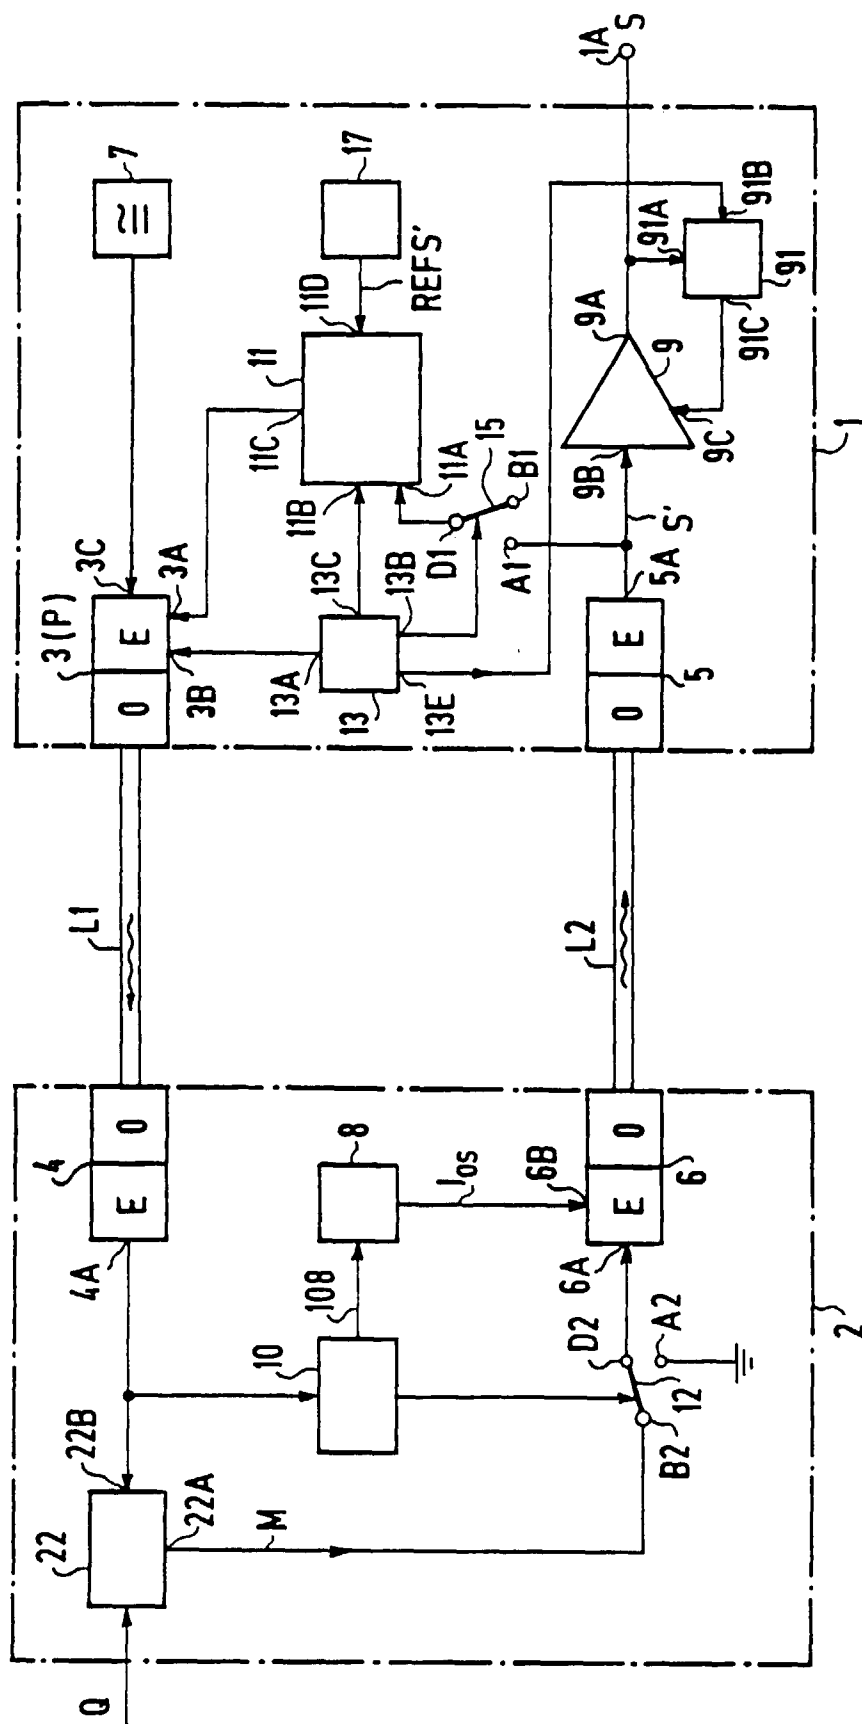 Q
22
22B
22A
M
4A
4
E
O
10
108
8
I0S
6B
6A
6
E
O
D2
12
B2
A2
2
L1
L2
3(P)
3C
O
E
3B
3A
7
13A
13
13C
13B
13E
11B
11C
11
11A
11D
17
REFS'
D1
15
B1
A1
O
E
5
5A
S'
9B
9A
9
9C
91A
91B
91C
91
1A
S
1